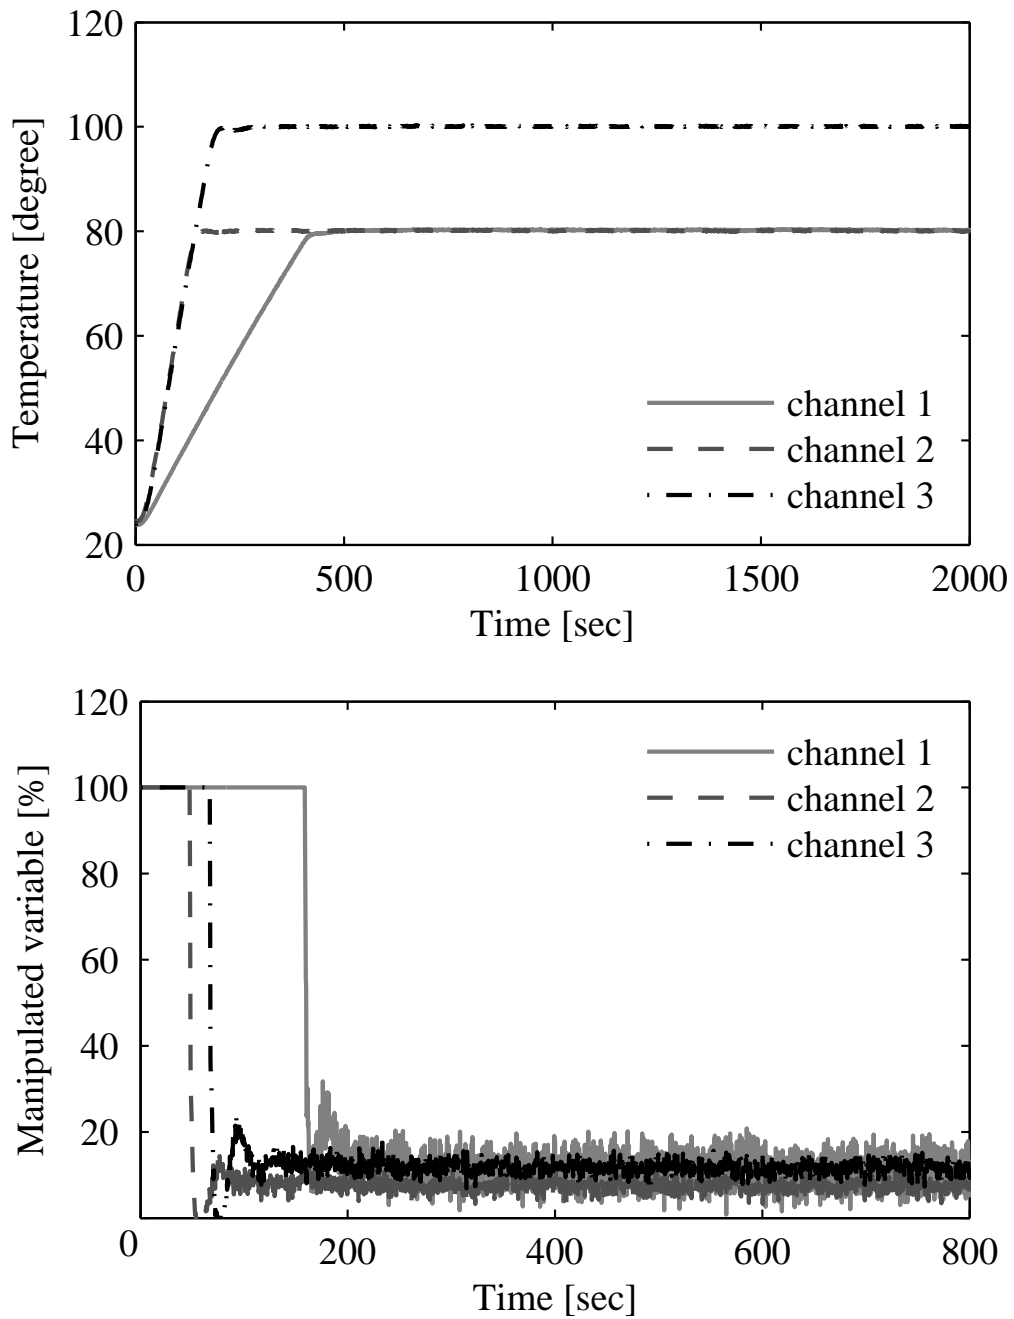 120
100
80
60
40
20
Temperature [degree]
channel 1
channel 2
channel 3
0 500 1000 1500 2000
Time [sec]
120
100
80
60
40
20
0
Manipulated variable [%]
channel 1
channel 2
channel 3
200 400 600 800
Time [sec]